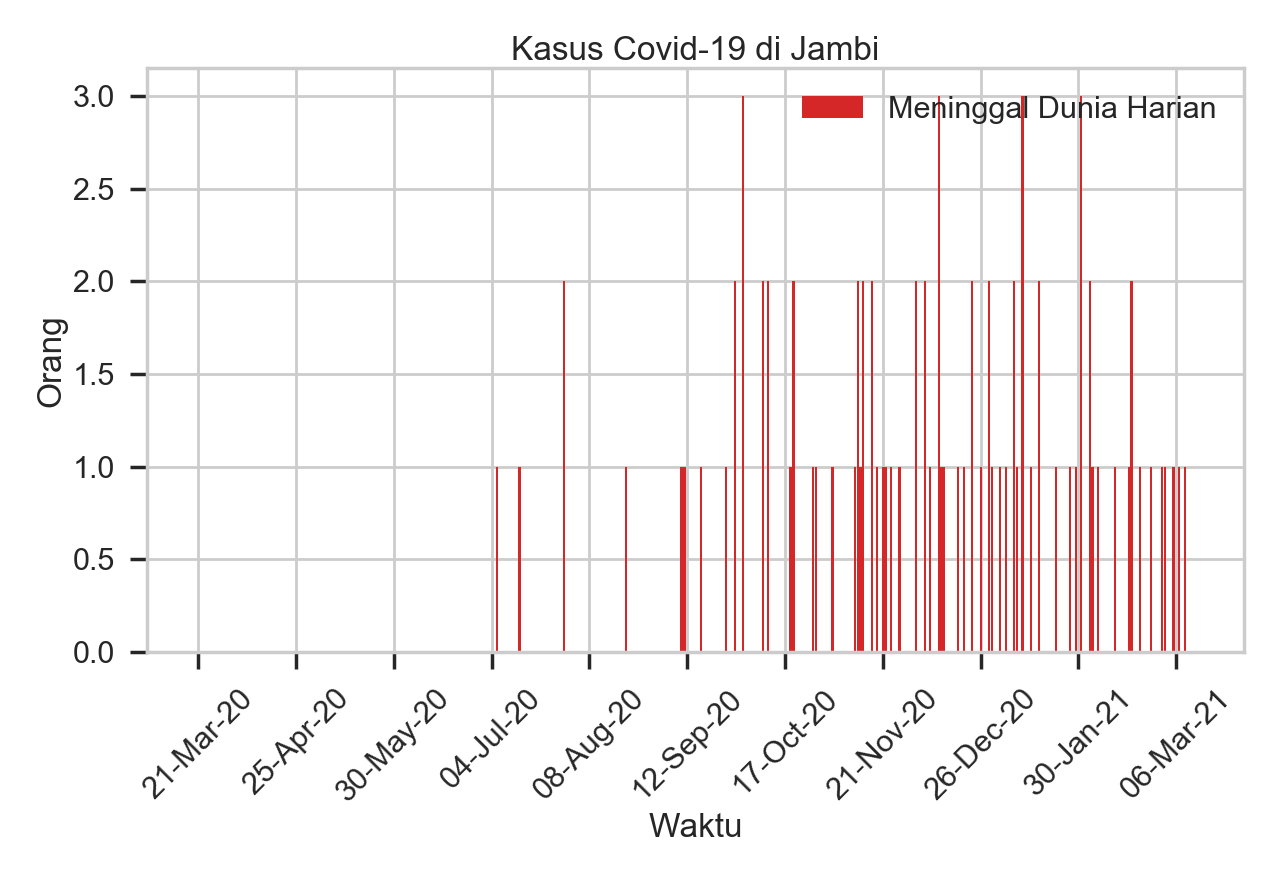 Kasus Covid-19 di Jambi
Meninggal Dunia Harian
3.0
2.5
2.0
1.5
1.0
0.5
0.0
Orang
21-Mar-20
25-Apr-20
30-May-20
04-Jul-20
08-Aug-20
12-Sep-20
17-Oct-20
21-Nov-20
26-Dec-20
30-Jan-21
06-Mar-21
Waktu